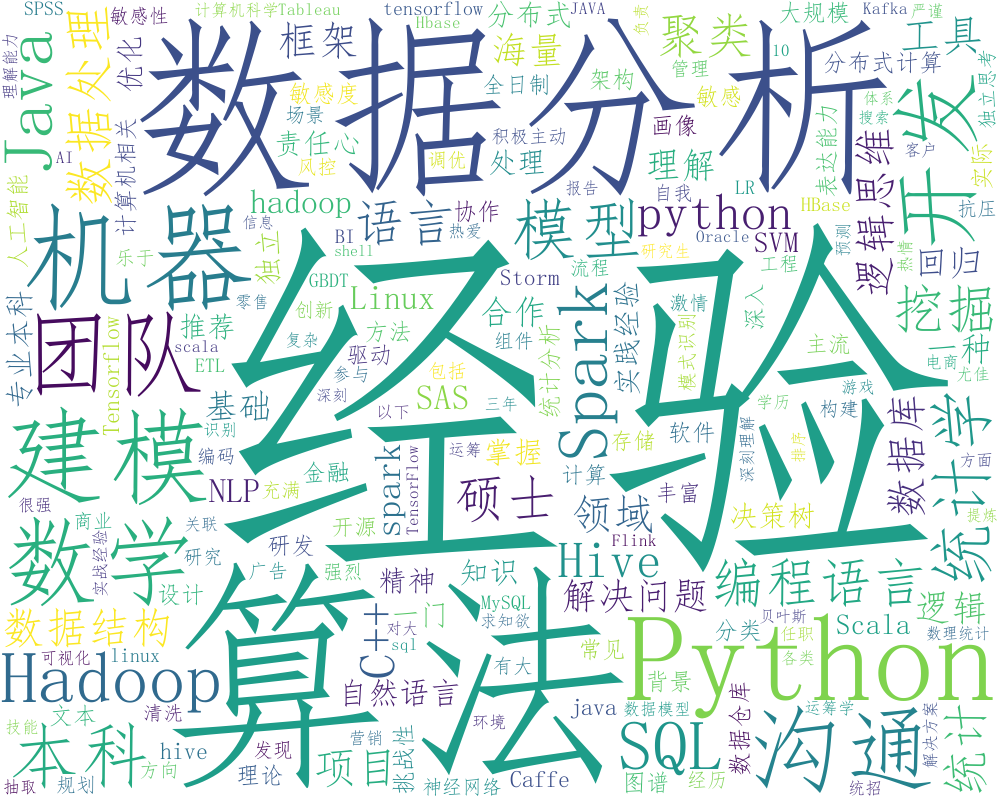 SPSS
敏感性
计算机科学
Tableau
tensorflow
Hbase
分布式
JAVA
大规模
Kafka
严谨
理解能力
Java
数据处理
优化
框架
数据分析
海量
聚类
负责
10
工具
敏感度
全日制
架构
管理
敏感
分布式计算
体系
搜索
开发
独立思考
AI
计算机相关
场景
责任心
积极主动
画像
客户
风控
调优
处理
理解
表达能力
逻辑思维
实际
人工智能
hadoop
语言
协作
报告
自我
LR
HBase
抗压
机器
信息
BI
热爱
模型
python
研究生
Oracle
SVM
预测
热情
回归
乐于
独立
shell
GBDT
Storm
流程
工程
专业本科
零售
创新
Linux
合作
Spark
实践经验
激情
深入
挖掘
团队
推荐
scala
复杂
方法
组件
统计分析
经验
模式识别
主流
一种
电商
尤佳
Tensorflow
ETL
驱动
参与
包括
深刻
SAS
三年
游戏
学历
构建
基础
识别
以下
存储
软件
深刻理解
排序
数据库
统计学
方面
建模
编码
金融
spark
TensorFlow
运筹
掌握
计算
NLP
充满
硕士
丰富
领域
决策树
提炼
很强
商业
关联
开源
Flink
数学
实战经验
研究
研发
广告
强烈
精神
知识
Hive
编程语言
设计
解决问题
逻辑
数据结构
C++
一门
MySQL
求知欲
贝叶斯
任职
Python
分类
Scala
数理统计
对大
sql
常见
各类
Hadoop
可视化
linux
算法
有大
背景
自然语言
技能
文本
清洗
java
数据模型
数据仓库
运筹学
沟通
解决方案
统计
本科
hive
发现
营销
项目
挑战性
环境
SQL
抽取
规划
方向
理论
神经网络
Caffe
图谱
经历
统招